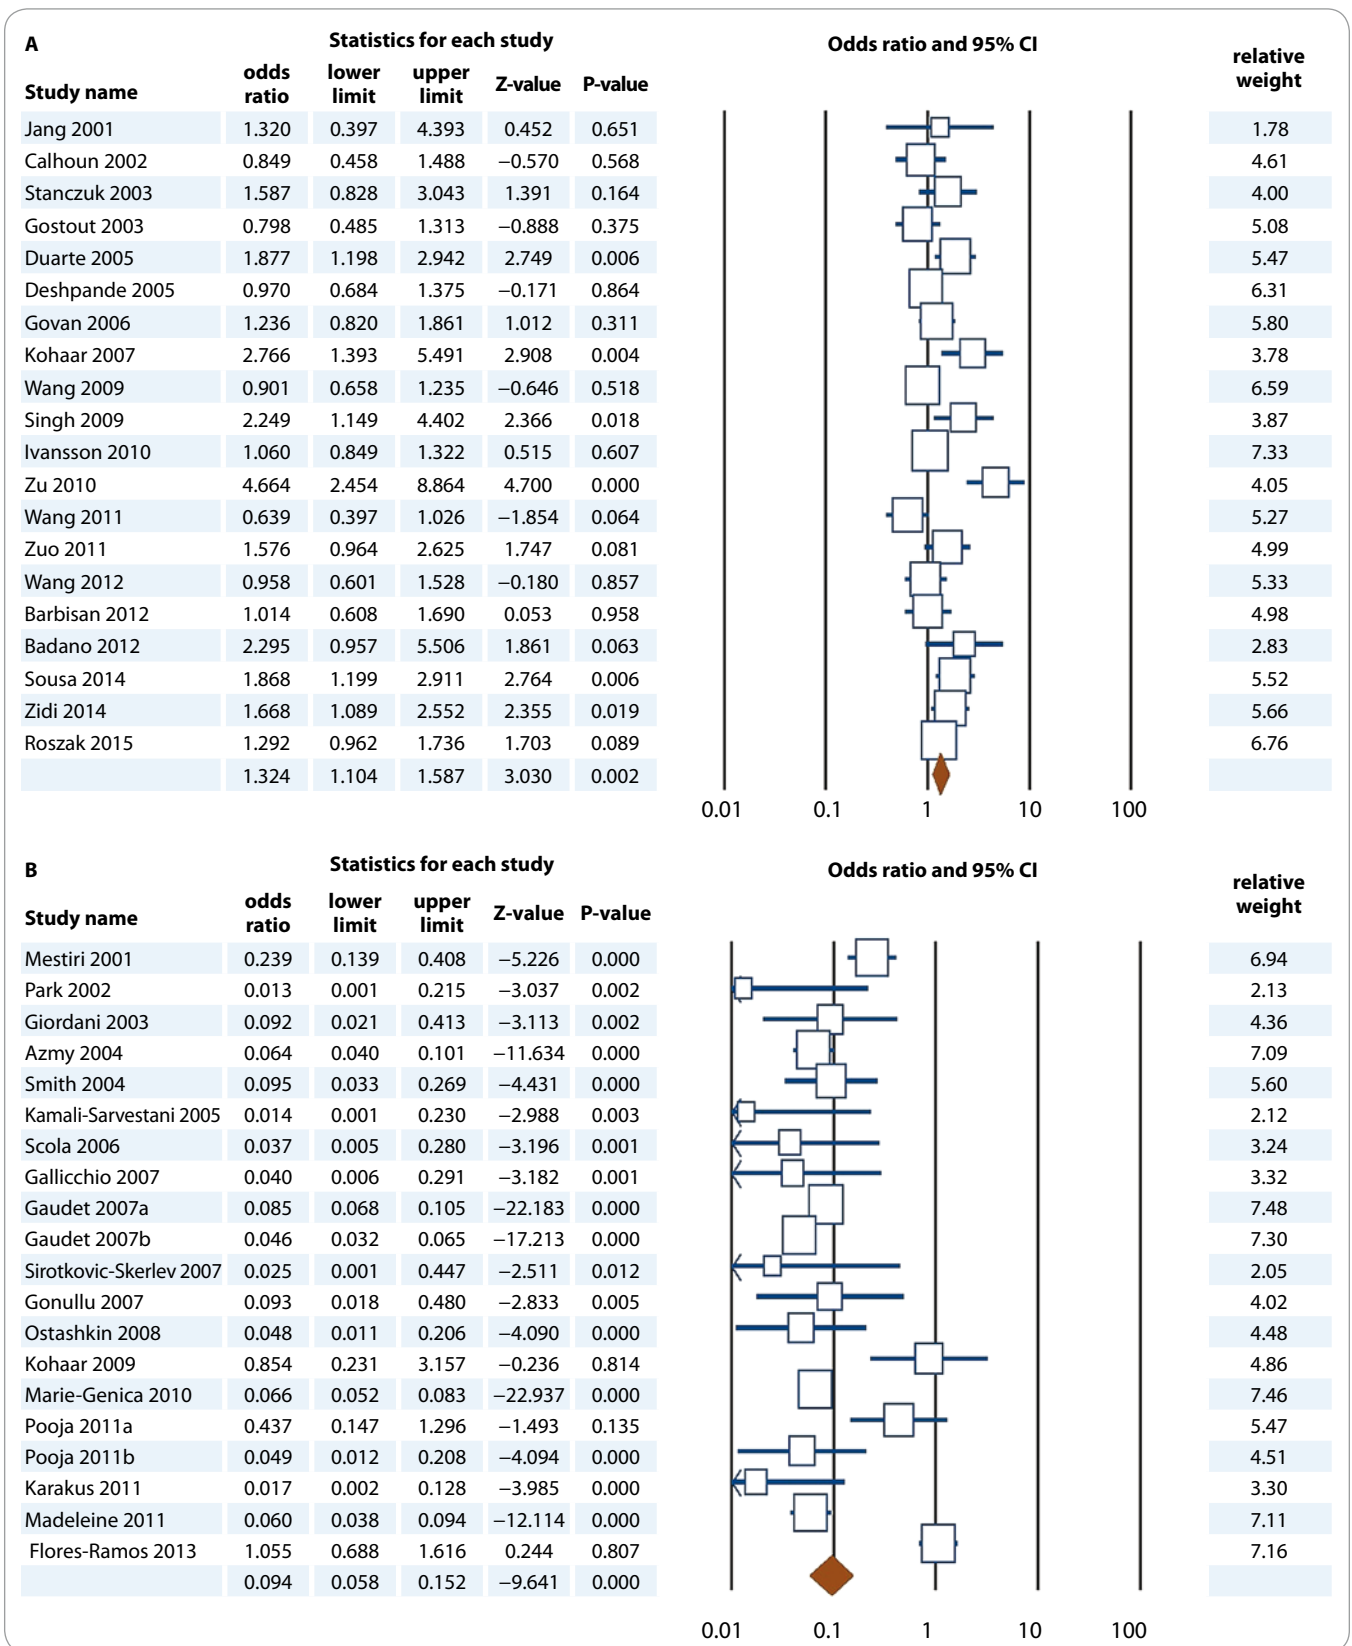 A Statistics for each study Odds ratio and 95% CI relative weight
Study name odds ratio lower limit upper limit Z-value P-value
Jang 2001 1.320 0.397 4.393 0.452 0.651 1.78
Calhoun 2002 0.849 0.458 1.488 −0.570 0.568 4.61
Stanczuk 2003 1.587 0.828 3.043 1.391 0.164 4.00
Gostout 2003 0.798 0.485 1.313 −0.888 0.375 5.08
Duarte 2005 1.877 1.198 2.942 2.749 0.006 5.47
Deshpande 2005 0.970 0.684 1.375 −0.171 0.864 6.31
Govan 2006 1.236 0.820 1.861 1.012 0.311 5.80
Kohaar 2007 2.766 1.393 5.491 2.908 0.004 3.78
Wang 2009 0.901 0.658 1.235 −0.646 0.518 6.59
Singh 2009 2.249 1.149 4.402 2.366 0.018 3.87
Ivansson 2010 1.060 0.849 1.322 0.515 0.607 7.33
Zu 2010 4.664 2.454 8.864 4.700 0.000 4.05
Wang 2011 0.639 0.397 1.026 −1.854 0.064 5.27
Zuo 2011 1.576 0.964 2.625 1.747 0.081 4.99
Wang 2012 0.958 0.601 1.528 −0.180 0.857 5.33
Barbisan 2012 1.014 0.608 1.690 0.053 0.958 4.98
Badano 2012 2.295 0.957 5.506 1.861 0.063 2.83
Sousa 2014 1.868 1.199 2.911 2.764 0.006 5.52
Zidi 2014 1.668 1.089 2.552 2.355 0.019 5.66
Roszak 2015 1.292 0.962 1.736 1.703 0.089 6.76
1.324 1.104 1.587 3.030 0.002
0.01 0.1 1 10 100
B Statistics for each study Odds ratio and 95% CI relative weight
Study name odds ratio lower limit upper limit Z-value P-value
Mestiri 2001 0.239 0.139 0.408 −5.226 0.000 6.94
Park 2002 0.013 0.001 0.215 −3.037 0.002 2.13
Giordani 2003 0.092 0.021 0.413 −3.113 0.002 4.36
Azmy 2004 0.064 0.040 0.101 −11.634 0.000 7.09
Smith 2004 0.095 0.033 0.269 −4.431 0.000 5.60
Kamali-Sarvestani 2005 0.014 0.001 0.230 −2.988 0.003 2.12
Scola 2006 0.037 0.005 0.280 −3.196 0.001 3.24
Gallicchio 2007 0.040 0.006 0.291 −3.182 0.001 3.32
Gaudet 2007a 0.085 0.068 0.105 −22.183 0.000 7.48
Gaudet 2007b 0.046 0.032 0.065 −17.213 0.000 7.30
Sirotkovic-Skerlev 2007 0.025 0.001 0.447 −2.511 0.012 2.05
Gonullu 2007 0.093 0.018 0.480 −2.833 0.005 4.02
Ostashkin 2008 0.048 0.011 0.206 −4.090 0.000 4.48
Kohaar 2009 0.854 0.231 3.157 −0.236 0.814 4.86
Marie-Genica 2010 0.066 0.052 0.083 −22.937 0.000 7.46
Pooja 2011a 0.437 0.147 1.296 −1.493 0.135 5.47
Pooja 2011b 0.049 0.012 0.208 −4.094 0.000 4.51
Karakus 2011 0.017 0.002 0.128 −3.985 0.000 3.30
Madeleine 2011 0.060 0.038 0.094 −12.114 0.000 7.11
Flores-Ramos 2013 1.055 0.688 1.616 0.244 0.807 7.16
0.094 0.058 0.152 −9.641 0.000
0.01 0.1 1 10 100